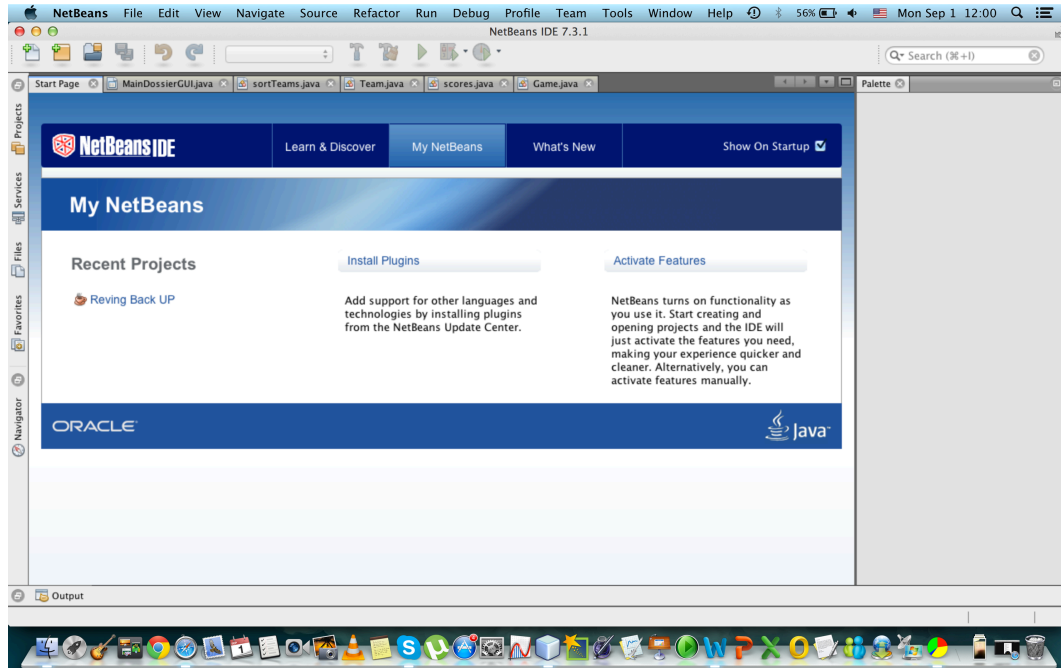 NetBeans File Edit View Navigate Source Refactor Run Debug Profile Team Tools Window Help 56% Mon Sep 1 12:00
NetBeans IDE 7.3.1
Search (⌘+I)
Start Page MainDossierGUI.java sortTeams.java Team.java scores.java Game.java Palette
Projects
Services
Files
Favorites
Navigator
NetBeans IDE Learn & Discover My NetBeans What's New Show On Startup
My NetBeans
Recent Projects
Reving Back UP
Install Plugins
Add support for other languages and
technologies by installing plugins
from the NetBeans Update Center.
Activate Features
NetBeans turns on functionality as
you use it. Start creating and
opening projects and the IDE will
just activate the features you need,
making your experience quicker and
cleaner. Alternatively, you can
activate features manually.
ORACLE Java
Output